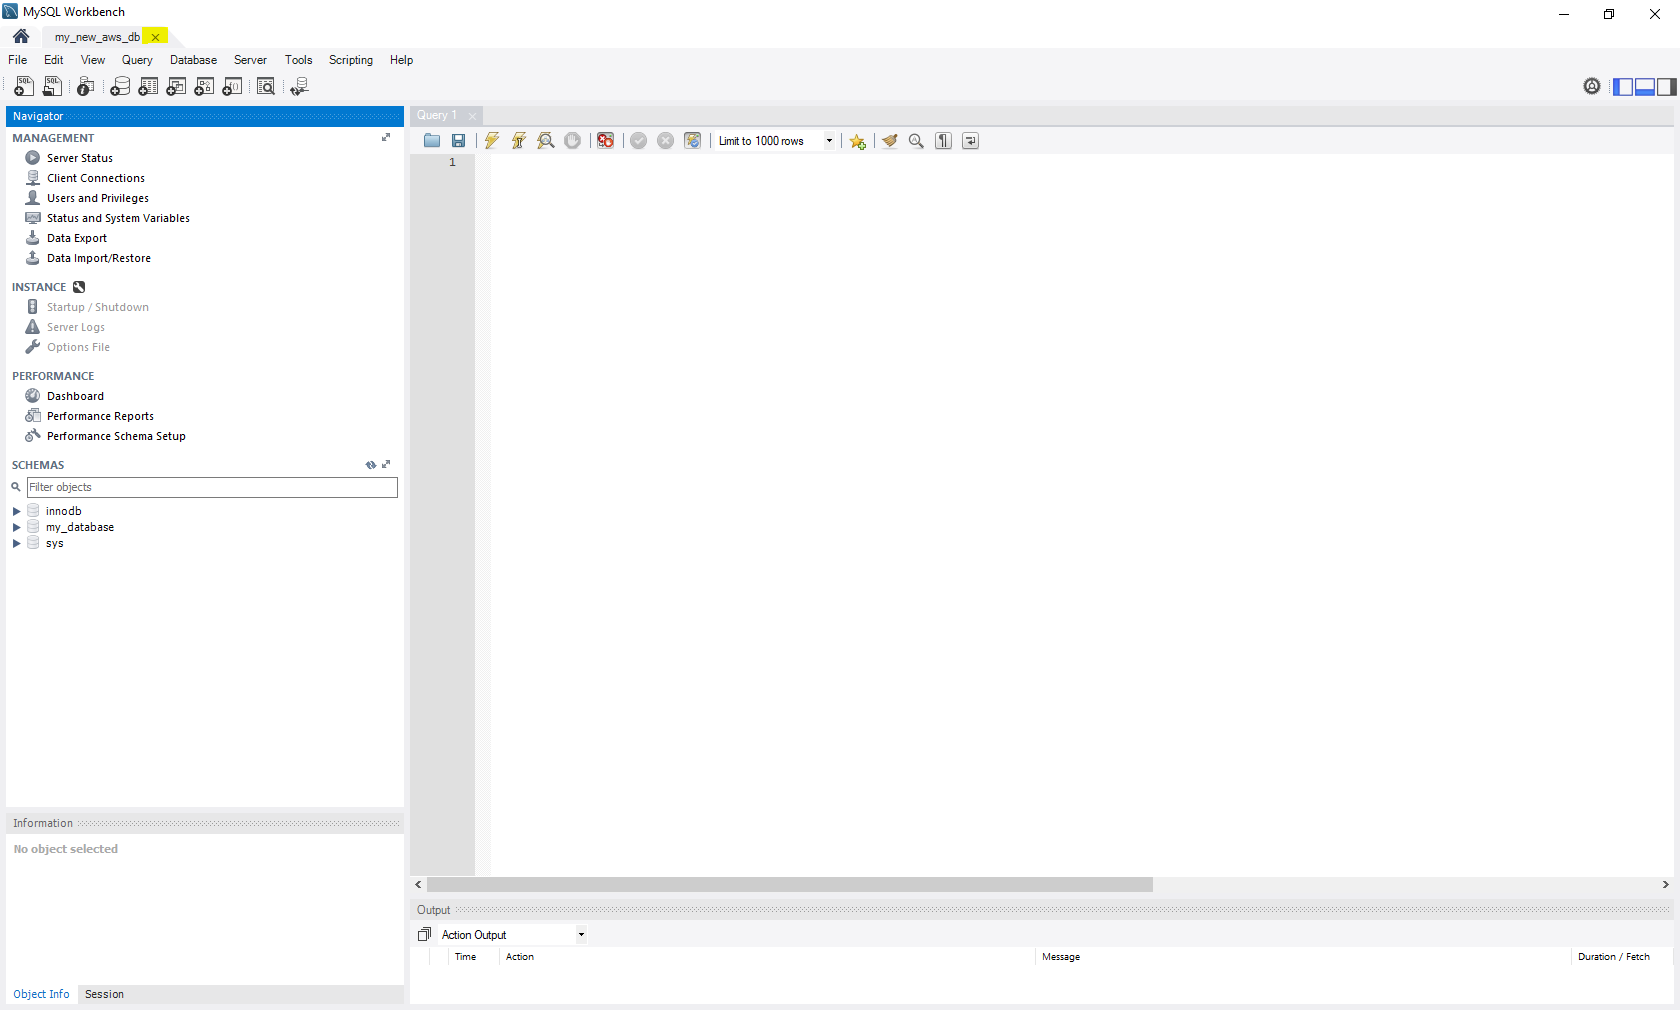 MySQL Workbench
my_new_aws_db
File Edit View Query Database Server Tools Scripting Help
Navigator
MANAGEMENT
Server Status
Client Connections
Users and Privileges
Status and System Variables
Data Export
Data Import/Restore
INSTANCE
Startup / Shutdown
Server Logs
Options File
PERFORMANCE
Dashboard
Performance Reports
Performance Schema Setup
SCHEMAS
Filter objects
innodb
my_database
sys
Information
No object selected
Object Info Session
Query 1
Limit to 1000 rows
1
Output
Action Output
Time Action Message Duration / Fetch